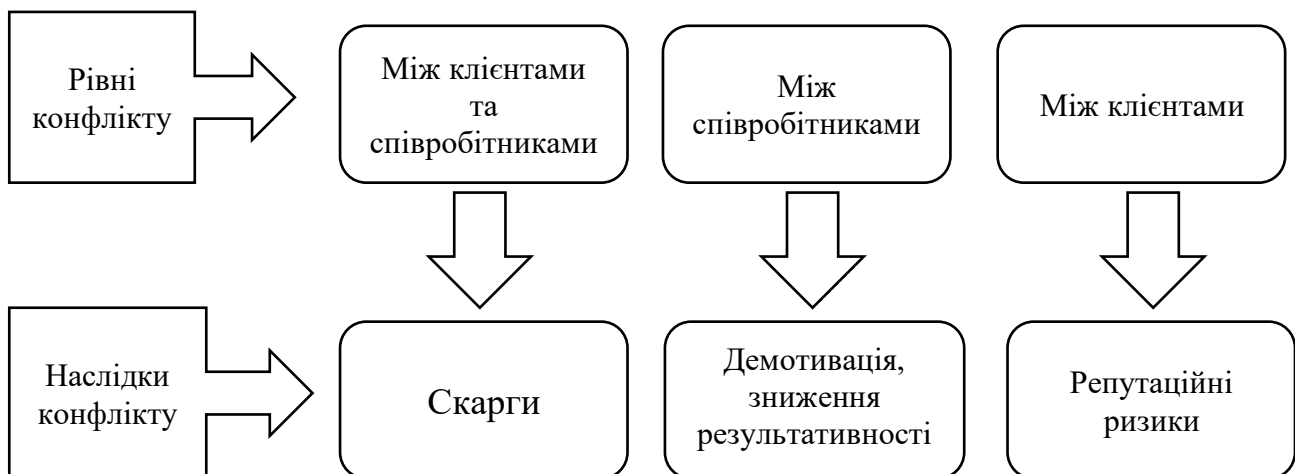 Рівні
конфлікту
Між клієнтами
та
співробітниками
Між
співробітниками
Між клієнтами
Наслідки
конфлікту
Скарги
Демотивація,
зниження
результативності
Репутаційні
ризики